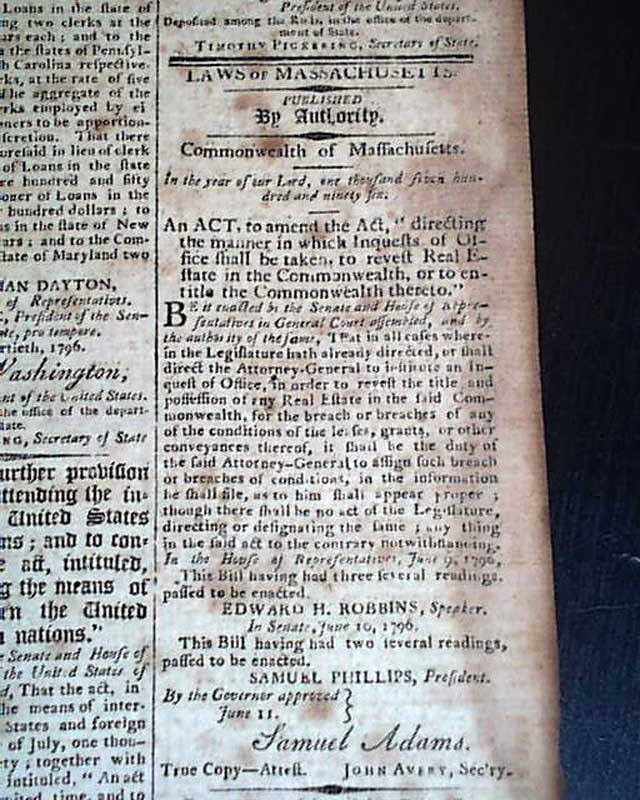 Loans in the state of
two clerks at the
each; and to the
the states of Pennsyl-
Carolina respective.
rks, at the rate of five
the aggregate of the
erks employed by ei
ners to be apportion-
scretion. That there
oresaid in lieu of clerk
of Loans in the state
hundred and fifty
oner of Loans in the
hundred dollars; to
in the state of New
ars; and to the Com-
state of Maryland two
AN DAYTON,
of Representatives.
President of the Sen-
pro tempore.
rtieth, 1796.
Washington,
nt of the United States.
the office of the depart-
ate.
NG, Secretary of State
urther provision
attending the in-
United States
ns; and to con-
act, intituled,
g the means of
n the United
nations."
Senate and House of
the United States of
That the act, in
the means of inter-
States and foreign
of July, one thou-
ty; together with
intituled, "An act
ited time, and to
President of the United States.
Deposited among the Rolls, in the office of the depart-
ment of State.
TIMOTHY PICKERING, Secretary of State.
LAWS OF MASSACHUSETTS.
PUBLISHED
By Authority.
Commonwealth of Massachusetts.
In the year of our Lord, one thousand seven hun-
dred and ninety six.
An ACT, to amend the Act, "directing
the manner in which Inquests of Of-
fice shall be taken, to revest Real E-
state in the Commonwealth, or to en-
title the Commonwealth thereto."
BE it enacted by the Senate and House of Repre-
sentatives in General Court assembled, and by
the authority of the same, That in all cases where-
in the Legislature hath already directed, or shall
direct the Attorney-General to institute an In-
quest of Office, in order to revest the title and
possession of any Real Estate in the said Com-
monwealth, for the breach or breaches of any
of the conditions of the leases, grants, or other
conveyances thereof, it shall be the duty of
the said Attorney-General to assign such breach
or breaches of conditions, in the information
he shall file, as to him shall appear proper;
though there shall be no act of the Legislature,
directing or designating the same; any thing
in the said act to the contrary notwithstanding.
In the House of Representatives, June 9, 1796,
This Bill having had three several readings,
passed to be enacted.
EDWARD H. ROBBINS, Speaker.
In Senate, June 10, 1796.
This Bill having had two several readings,
passed to be enacted.
SAMUEL PHILLIPS, President.
By the Governor approved }
June 11.
Samuel Adams.
True Copy—Attest. JOHN AVERY, Sec'ry.